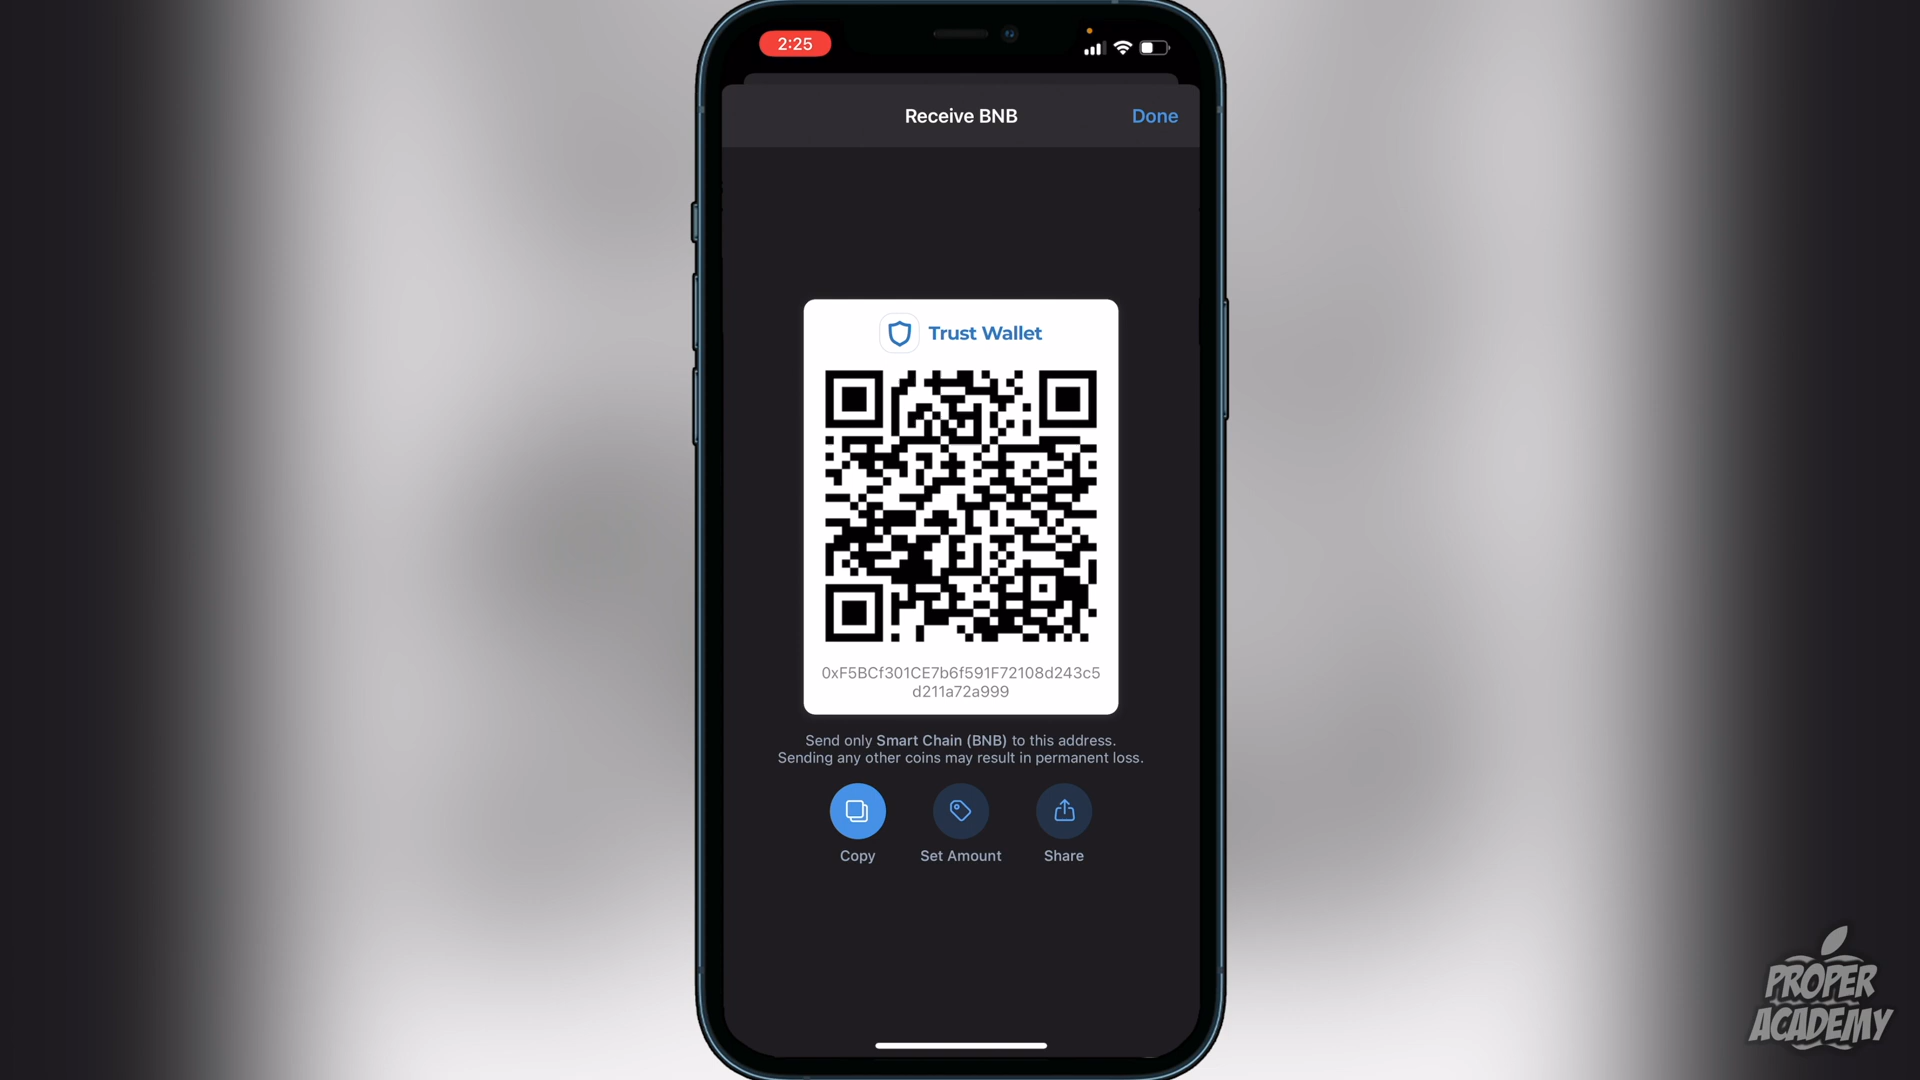 2:25
Receive BNB
Done
Trust Wallet
0xF5BCf301CE7b6f591F72108d243c5
d211a72a999
Send only Smart Chain (BNB) to this address.
Sending any other coins may result in permanent loss.
Copy
Set Amount
Share
PROPER
ACADEMY